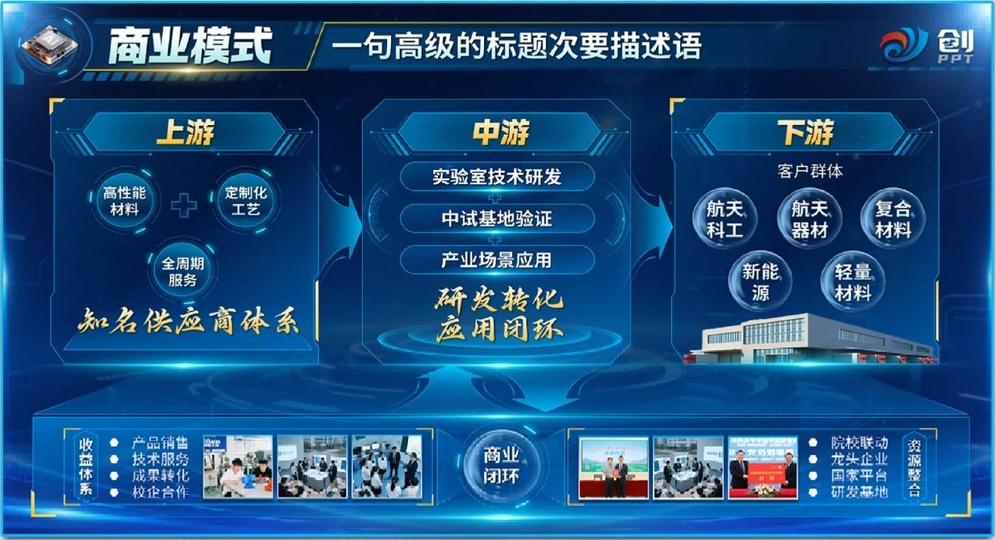 商业模式
一句高级的标题次要描述语
创
PPT
上游
高性能
材料
定制化
工艺
全周期
服务
知名供应商体系
中游
实验室技术研发
中试基地验证
产业场景应用
研发转化
应用闭环
下游
客户群体
航天
科工
航天
器材
复合
材料
新能
源
轻量
材料
收益体系
产品销售
技术服务
成果转化
校企合作
商业
闭环
院校联动
龙头企业
国家平台
研发基地
资源整合